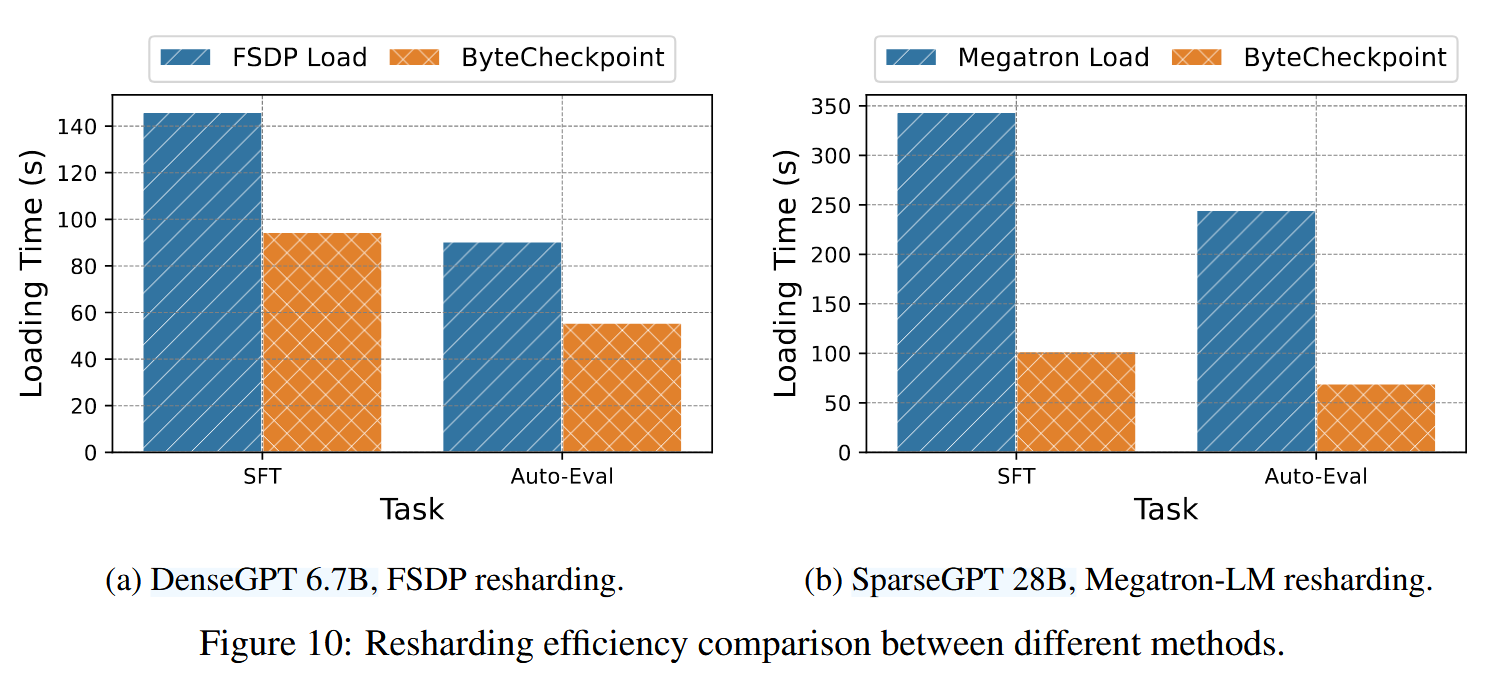 FSDP Load ByteCheckpoint
Loading Time (s)
140
120
100
80
60
40
20
0
SFT Auto-Eval
Task
(a) DenseGPT 6.7B, FSDP resharding.
Megatron Load ByteCheckpoint
Loading Time (s)
350
300
250
200
150
100
50
0
SFT Auto-Eval
Task
(b) SparseGPT 28B, Megatron-LM resharding.
Figure 10: Resharding efficiency comparison between different methods.